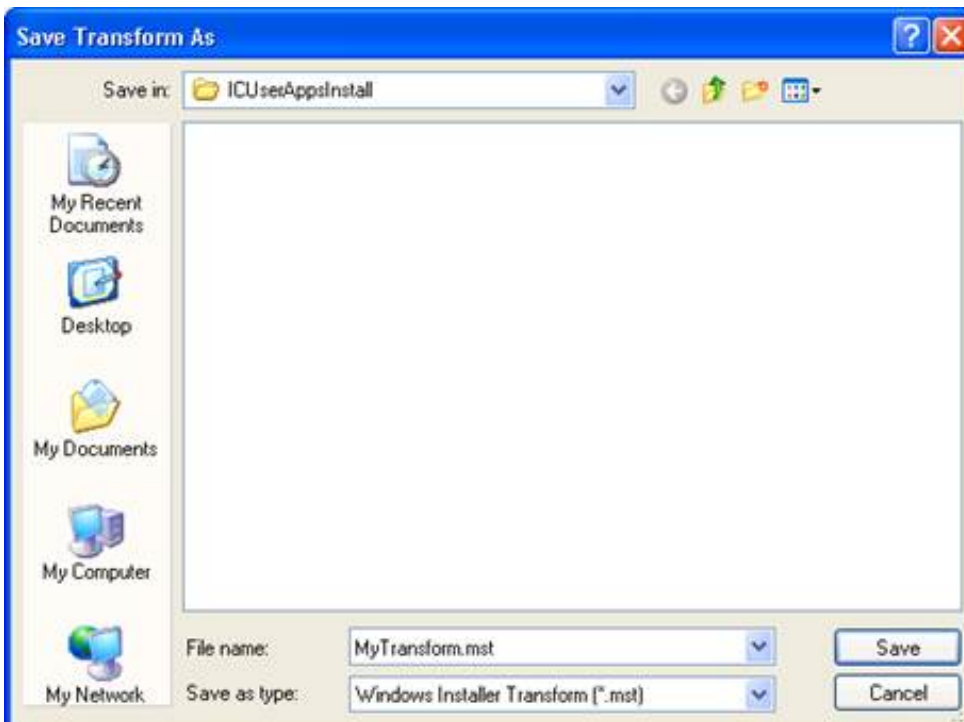 Save Transform As
Save in:
ICUserAppsInstall
My Recent
Documents
Desktop
My Documents
My Computer
My Network
File name:
MyTransform.mst
Save
Save as type:
Windows Installer Transform (*.mst)
Cancel